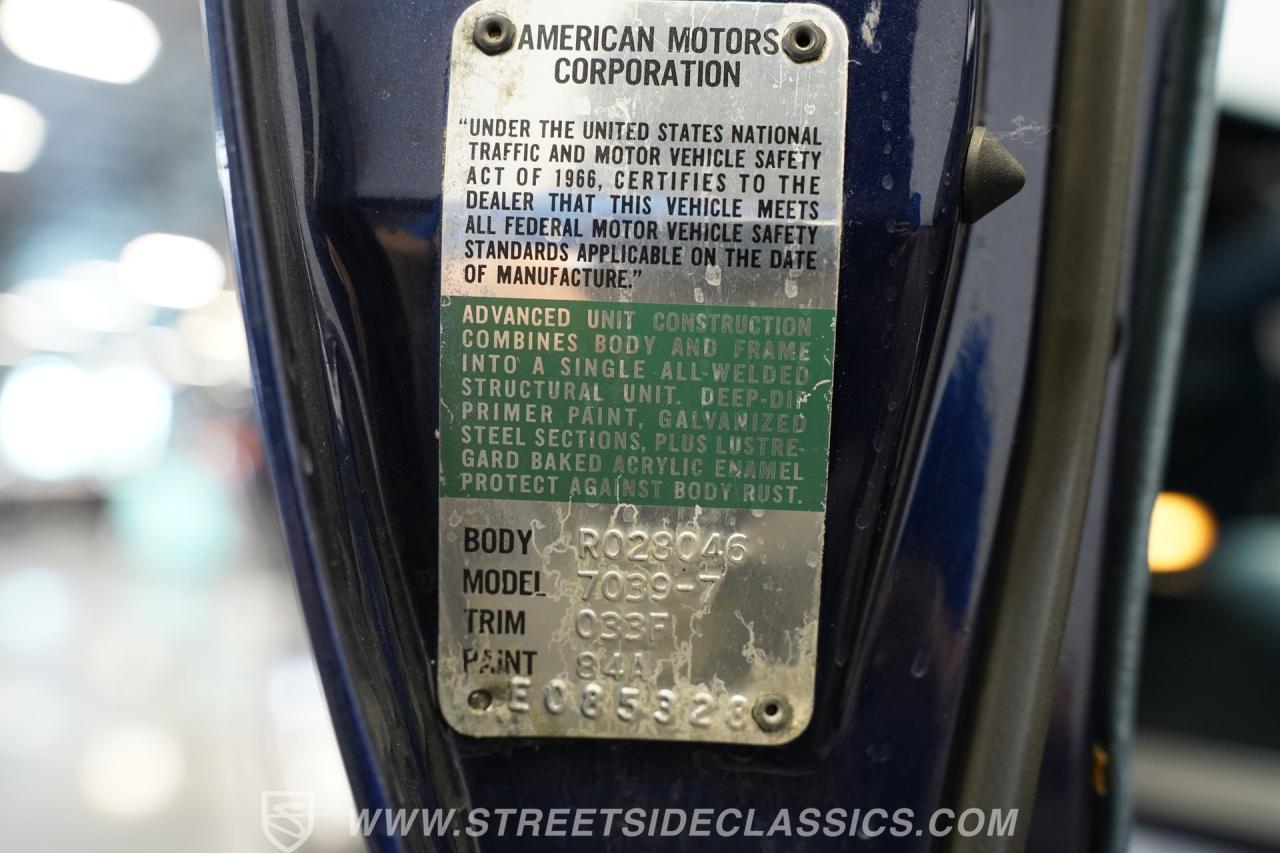 AMERICAN MOTORS
CORPORATION
"UNDER THE UNITED STATES NATIONAL
TRAFFIC AND MOTOR VEHICLE SAFETY
ACT OF 1966, CERTIFIES TO THE
DEALER THAT THIS VEHICLE MEETS
ALL FEDERAL MOTOR VEHICLE SAFETY
STANDARDS APPLICABLE ON THE DATE
OF MANUFACTURE."
ADVANCED UNIT CONSTRUCTION
COMBINES BODY AND FRAME
INTO A SINGLE ALL-WELDED
STRUCTURAL UNIT. DEEP-DIP
PRIMER PAINT, GALVANIZED
STEEL SECTIONS, PLUS LUSTRE-
GARD BAKED ACRYLIC ENAMEL
PROTECT AGAINST BODY RUST.
BODY R028046
MODEL 7039-7
TRIM 033F
PAINT 84A
E085328
WWW.STREETSIDECLASSICS.COM